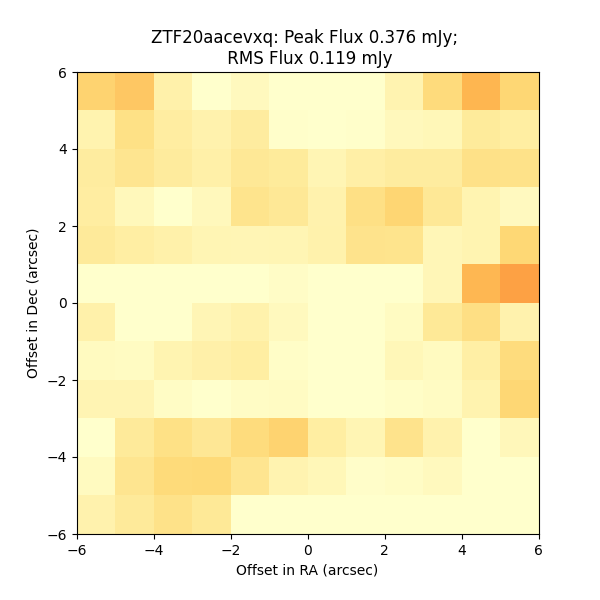 ZTF20aacevxq: Peak Flux 0.376 mJy;
RMS Flux 0.119 mJy
6
4
2
0
−2
−4
−6
Offset in Dec (arcsec)
−6 −4 −2 0 2 4 6
Offset in RA (arcsec)